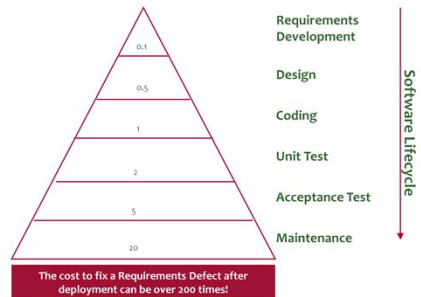 Requirements
Development
0.1
Design
0.5
Coding
1
Unit Test
2
Acceptance Test
5
Maintenance
20
Software Lifecycle
The cost to fix a Requirements Defect after
deployment can be over 200 times!